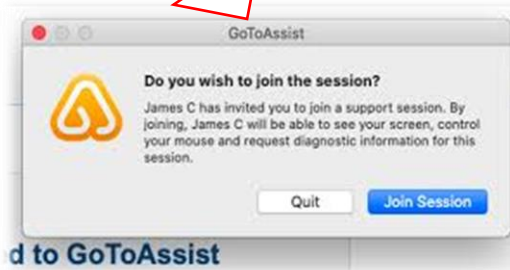 GoToAssist
Do you wish to join the session?
James C has invited you to join a support session. By
joining, James C will be able to see your screen, control
your mouse and request diagnostic information for this
session.
Quit
Join Session
d to GoToAssist